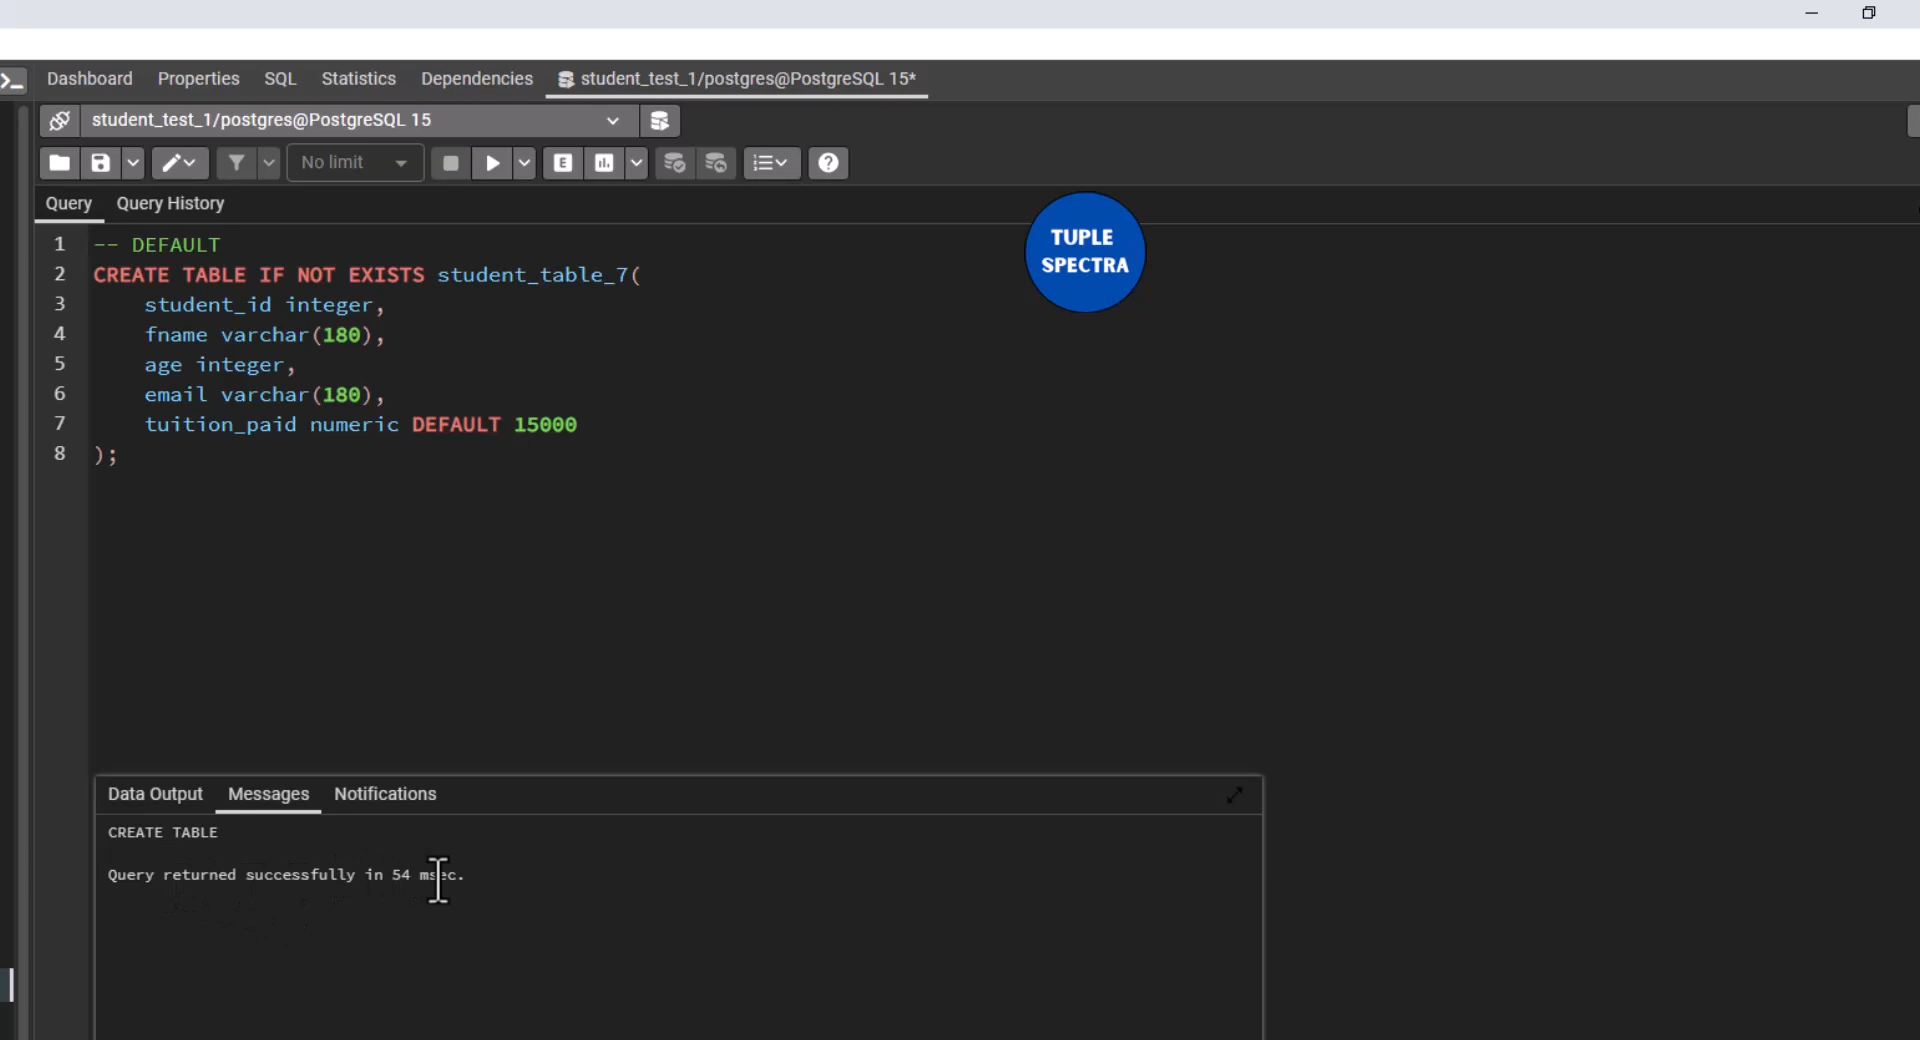 Dashboard Properties SQL Statistics Dependencies student_test_1/postgres@PostgreSQL 15*
student_test_1/postgres@PostgreSQL 15
No limit E
Query Query History
TUPLE
SPECTRA
1 -- DEFAULT
2 CREATE TABLE IF NOT EXISTS student_table_7(
3 student_id integer,
4 fname varchar(180),
5 age integer,
6 email varchar(180),
7 tuition_paid numeric DEFAULT 15000
8 );
Data Output Messages Notifications
CREATE TABLE
Query returned successfully in 54 msec.